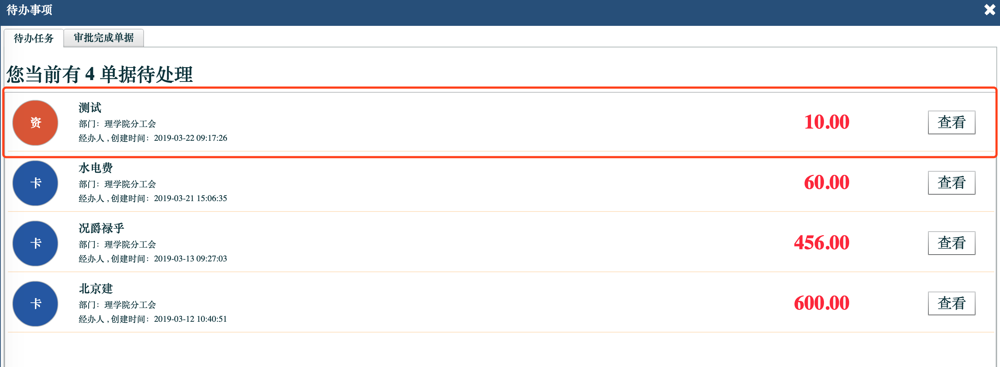 待办事项
待办任务 审批完成单据
您当前有 4 单据待处理
资
测试
部门：理学院分工会
经办人 , 创建时间：2019-03-22 09:17:26
10.00
查看
卡
水电费
部门：理学院分工会
经办人 , 创建时间：2019-03-21 15:06:35
60.00
查看
卡
况爵禄乎
部门：理学院分工会
经办人 , 创建时间：2019-03-13 09:27:03
456.00
查看
卡
北京建
部门：理学院分工会
经办人 , 创建时间：2019-03-12 10:40:51
600.00
查看